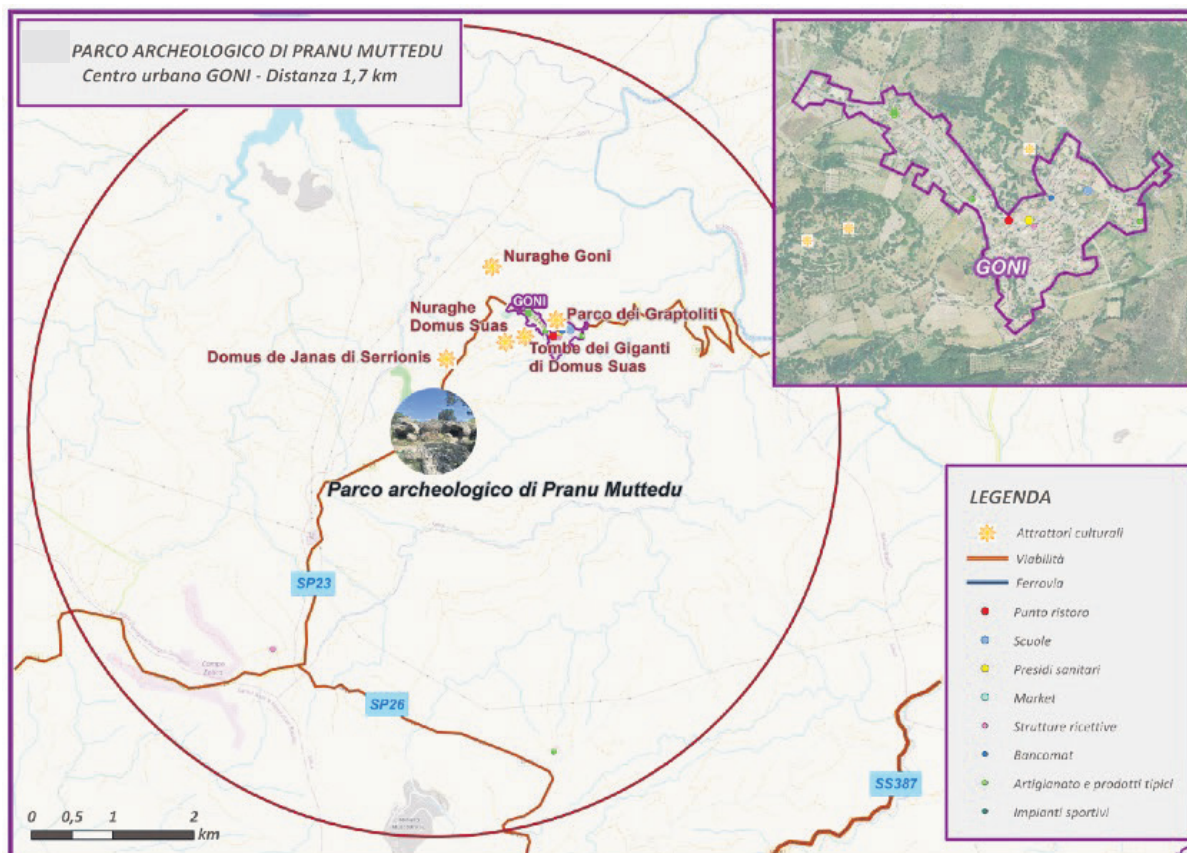 PARCO ARCHEOLOGICO DI PRANU MUTTEDU
Centro urbano GONI - Distanza 1,7 km
Nuraghe Goni
GONI
Nuraghe
Domus Suas
Parco dei Graptoliti
Domus de Janas di Serrionis
Tombe dei Giganti
di Domus Suas
Parco archeologico di Pranu Muttedu
SP23
SP26
SS387
0 0,5 1 2
km
GONI
LEGENDA
Attrattori culturali
Viabilità
Ferrovia
Punto ristoro
Scuole
Presidi sanitari
Market
Strutture ricettive
Bancomat
Artigianato e prodotti tipici
Impianti sportivi